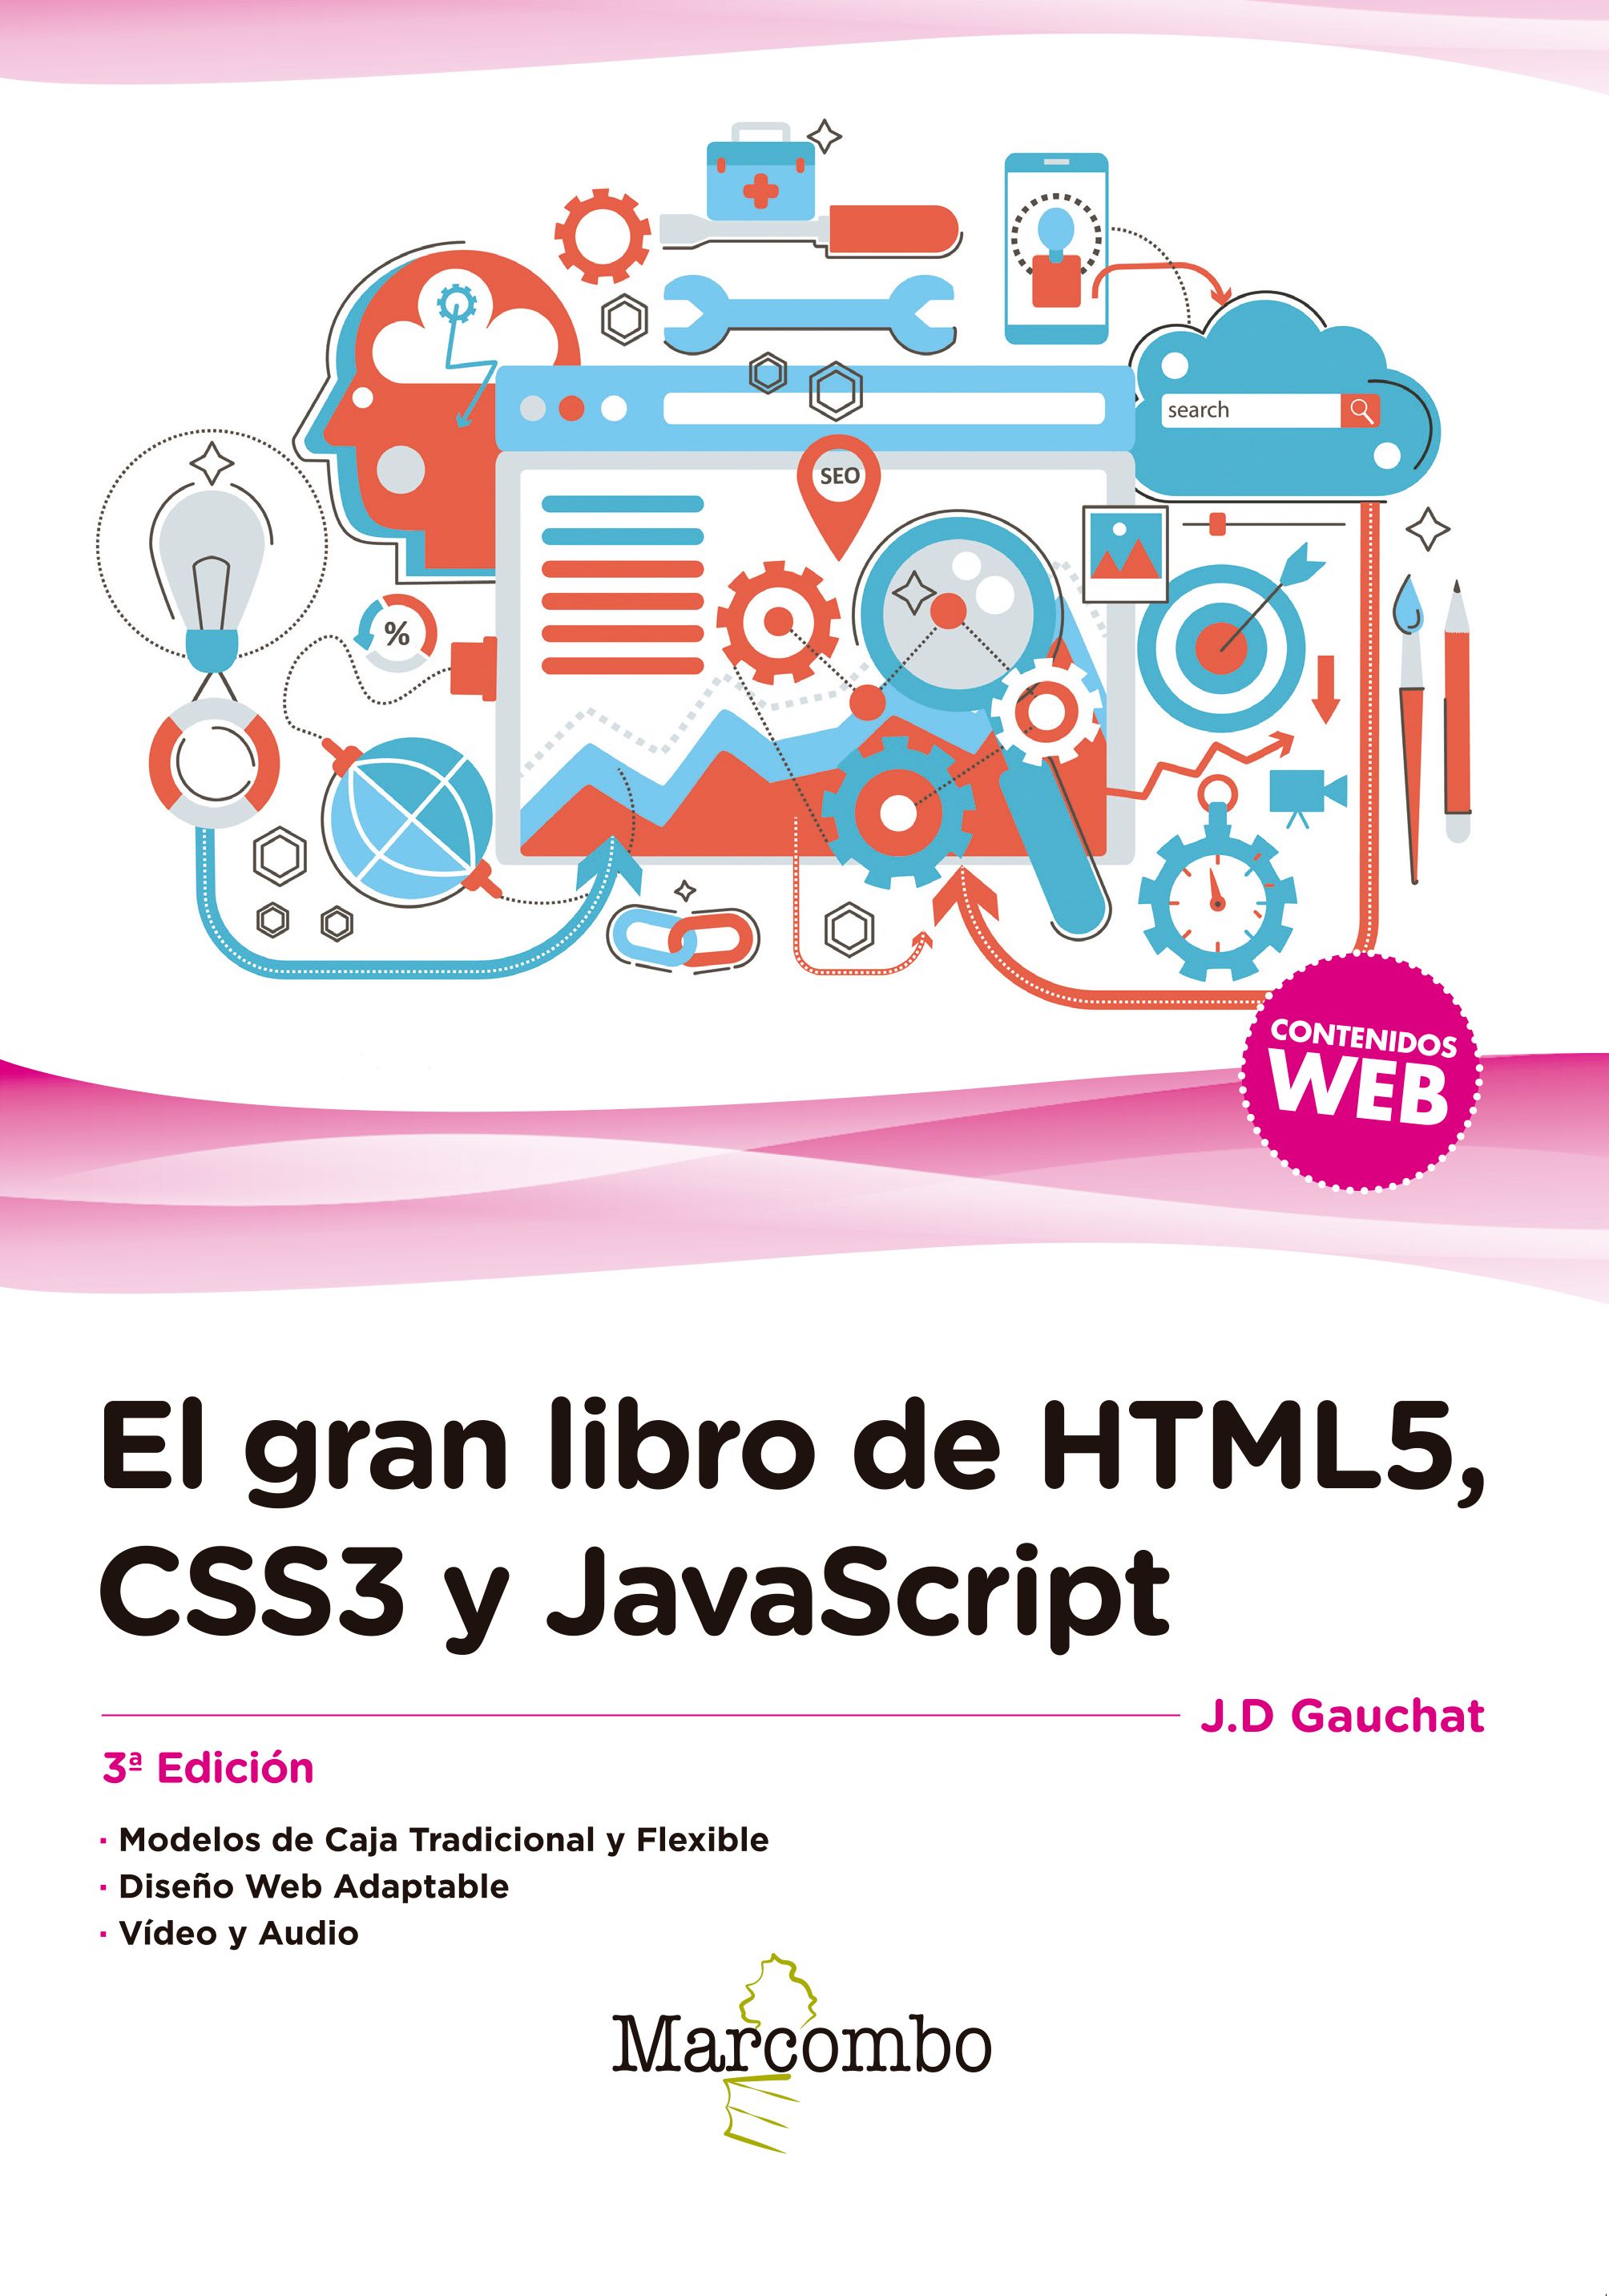 search
SEO
%
CONTENIDOS
WEB
El gran libro de HTML5,
CSS3 y JavaScript
J.D Gauchat
3ª Edición
· Modelos de Caja Tradicional y Flexible
· Diseño Web Adaptable
· Vídeo y Audio
Marcombo